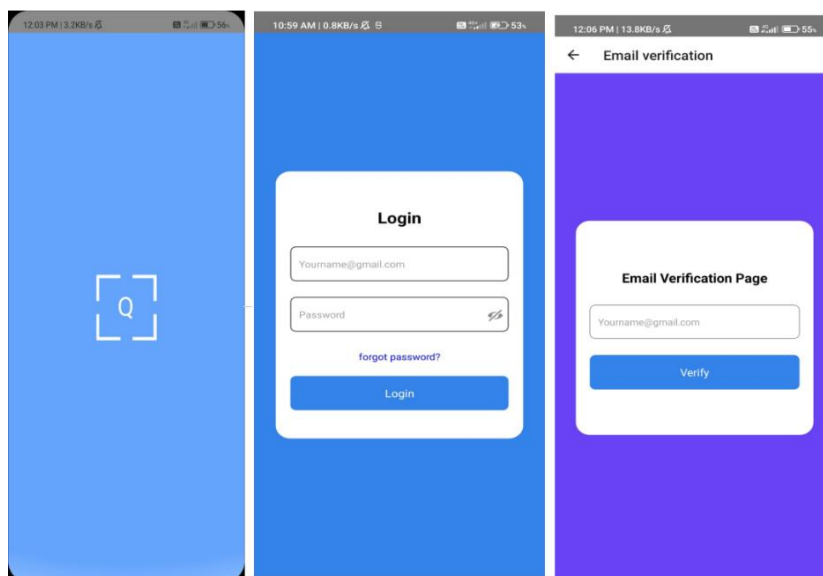 12:03 PM | 3.2KB/s
56%
Q
10:59 AM | 0.8KB/s
53%
Login
Yourname@gmail.com
Password
forgot password?
Login
12:06 PM | 13.8KB/s
55%
Email verification
Email Verification Page
Yourname@gmail.com
Verify